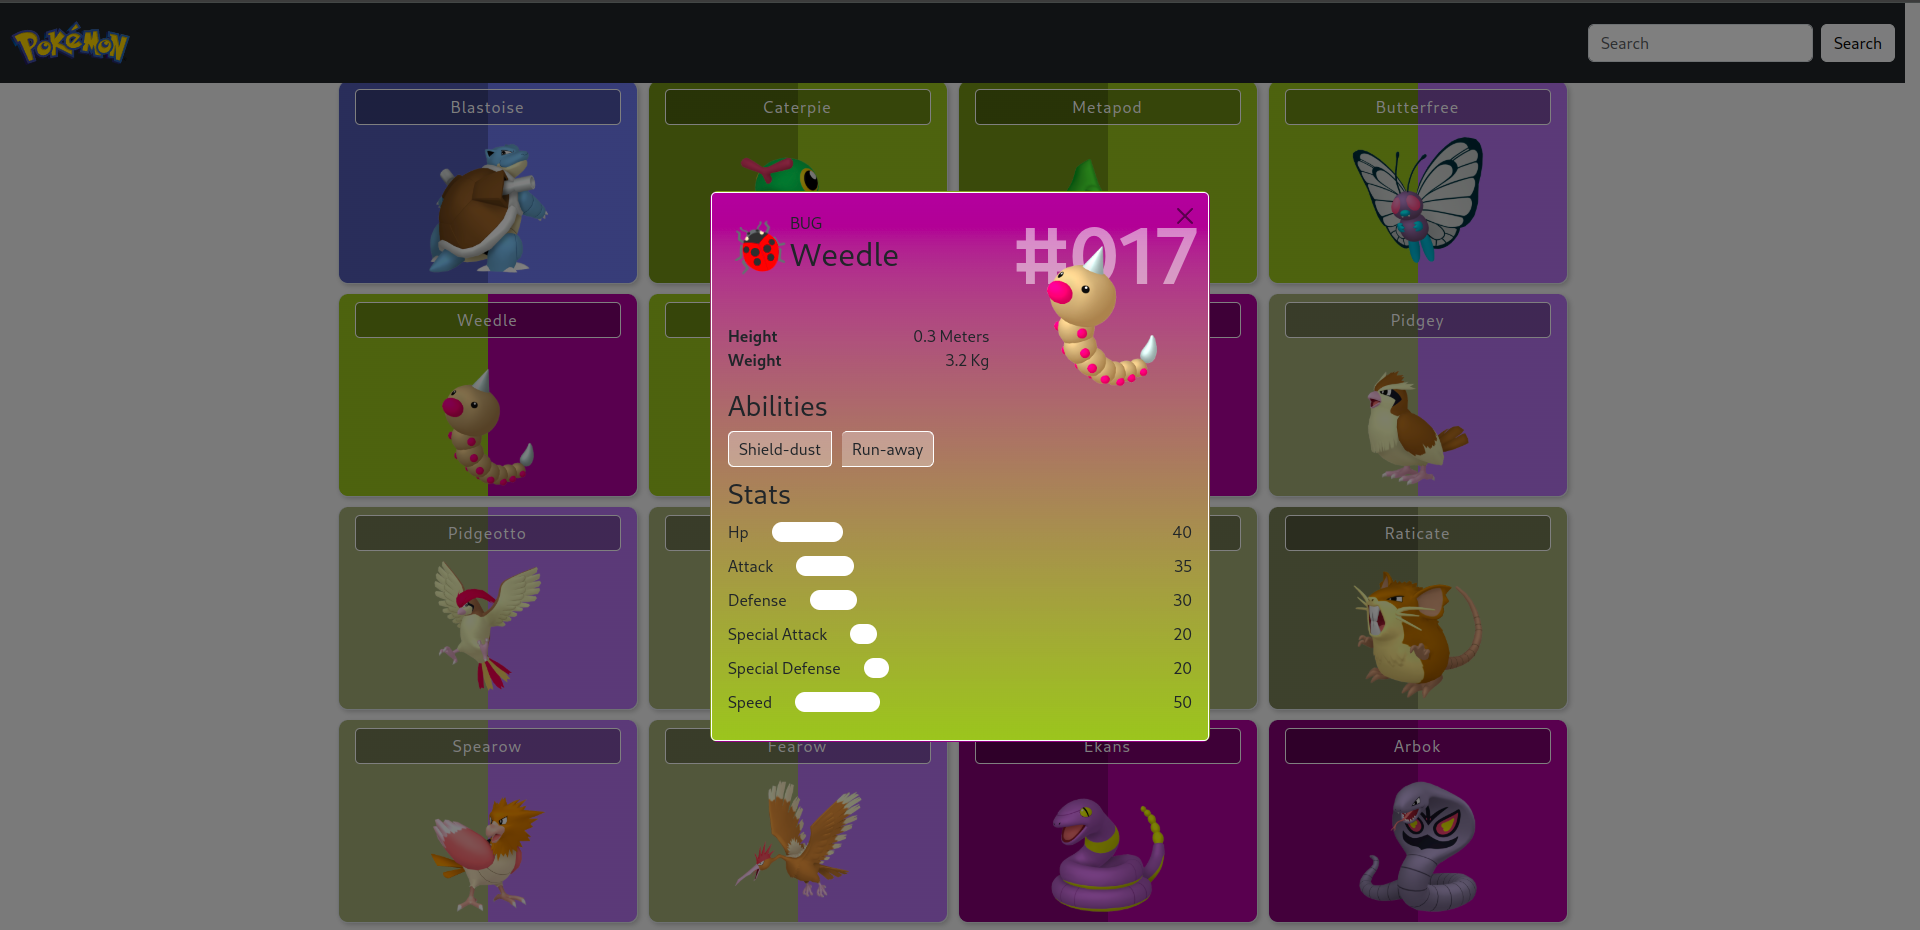 POKéMON
Search Search
Blastoise Caterpie Metapod Butterfree
BUG
Weedle
#017
Height 0.3 Meters
Weight 3.2 Kg
Abilities
Shield-dust Run-away
Stats
Hp 40
Attack 35
Defense 30
Special Attack 20
Special Defense 20
Speed 50
Weedle Pidgey
Pidgeotto Raticate
Spearow Fearow Ekans Arbok